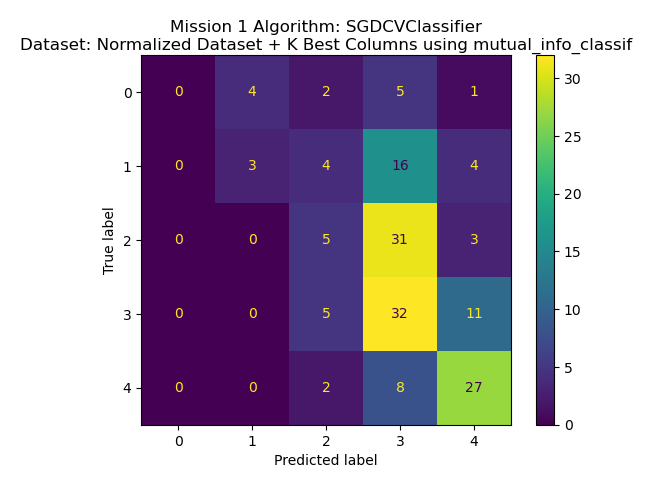 Mission 1 Algorithm: SGDCVClassifier
Dataset: Normalized Dataset + K Best Columns using mutual_info_classif
0 0 4 2 5 1
1 0 3 4 16 4
2 0 0 5 31 3
3 0 0 5 32 11
4 0 0 2 8 27
0 1 2 3 4
True label
Predicted label
30
25
20
15
10
5
0